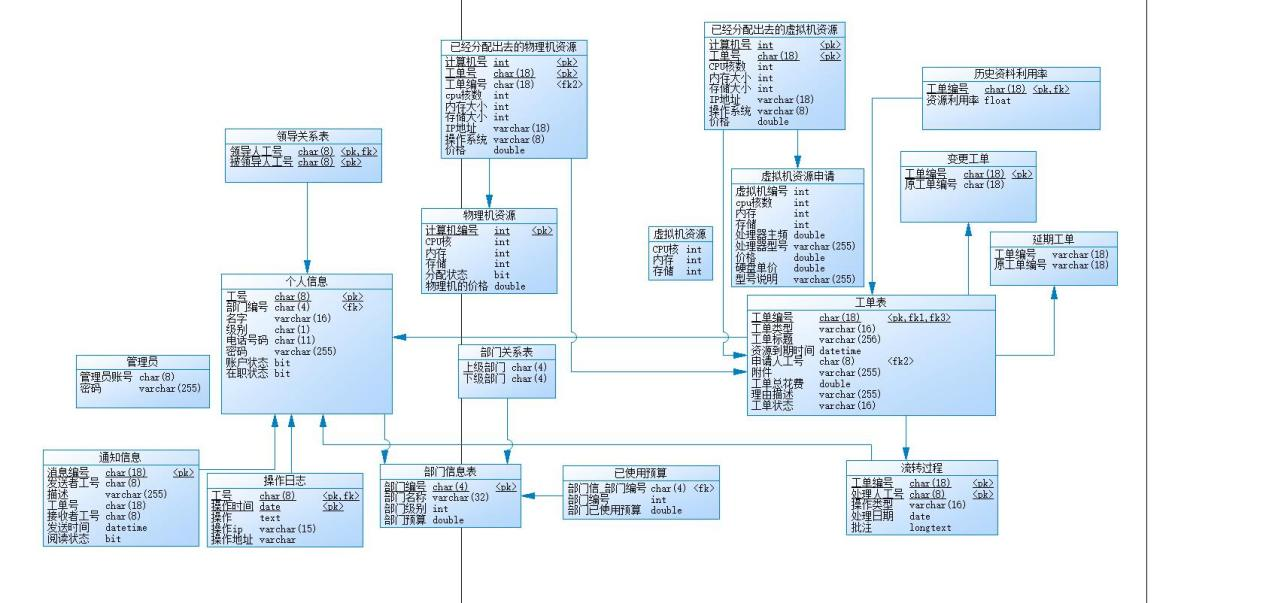 已经分配出去的物理机资源
计算机号 int <pk>
工单号 char(18) <pk>
工单编号 char(18) <fk2>
cpu核数 int
内存大小 int
存储大小 int
IP地址 varchar(18)
操作系统 varchar(8)
价格 double
已经分配出去的虚拟机资源
计算机号 int <pk>
工单号 char(18) <pk>
CPU核数 int
内存大小 int
存储大小 int
IP地址 varchar(18)
操作系统 varchar(8)
价格 double
历史资料利用率
工单编号 char(18) <pk,fk>
资源利用率 float
领导关系表
领导人工号 char(8) <pk,fk>
被领导人工号 char(8) <pk>
变更工单
工单编号 char(18) <pk>
原工单编号 char(18)
虚拟机资源申请
虚拟机编号 int
cpu核数 int
内存 int
存储 int
处理器主频 double
处理器型号 varchar(255)
价格 double
硬盘单价 double
型号说明 varchar(255)
物理机资源
计算机编号 int <pk>
CPU核 int
内存 int
存储 int
分配状态 bit
物理机的价格 double
虚拟机资源
CPU核 int
内存 int
存储 int
延期工单
工单编号 varchar(18)
原工单编号 varchar(18)
个人信息
工号 char(8) <pk>
部门编号 char(4) <fk>
名字 varchar(16)
级别 char(1)
电话号码 char(11)
密码 varchar(255)
账户状态 bit
在职状态 bit
工单表
工单编号 char(18) <pk,fk1,fk3>
工单类型 varchar(16)
工单标题 varchar(256)
资源到期时间 datetime
申请人工号 char(8) <fk2>
附件 varchar(255)
工单总花费 double
理由描述 varchar(255)
工单状态 varchar(16)
部门关系表
上级部门 char(4)
下级部门 char(4)
管理员
管理员账号 char(8)
密码 varchar(255)
通知信息
消息编号 char(18) <pk>
发送者工号 char(8)
描述 varchar(255)
工单号 char(18)
接收者工号 char(8)
发送时间 datetime
阅读状态 bit
操作日志
工号 char(8) <pk,fk>
操作时间 date <pk>
操作 text
操作ip varchar(15)
操作地址 varchar
部门信息表
部门编号 char(4) <pk>
部门名称 varchar(32)
部门级别 int
部门预算 double
已使用预算
部门信_部门编号 char(4) <fk>
部门编号 int
部门已使用预算 double
流转过程
工单编号 char(18) <pk>
处理人工号 char(8) <pk>
操作类型 varchar(16)
处理日期 date
批注 longtext